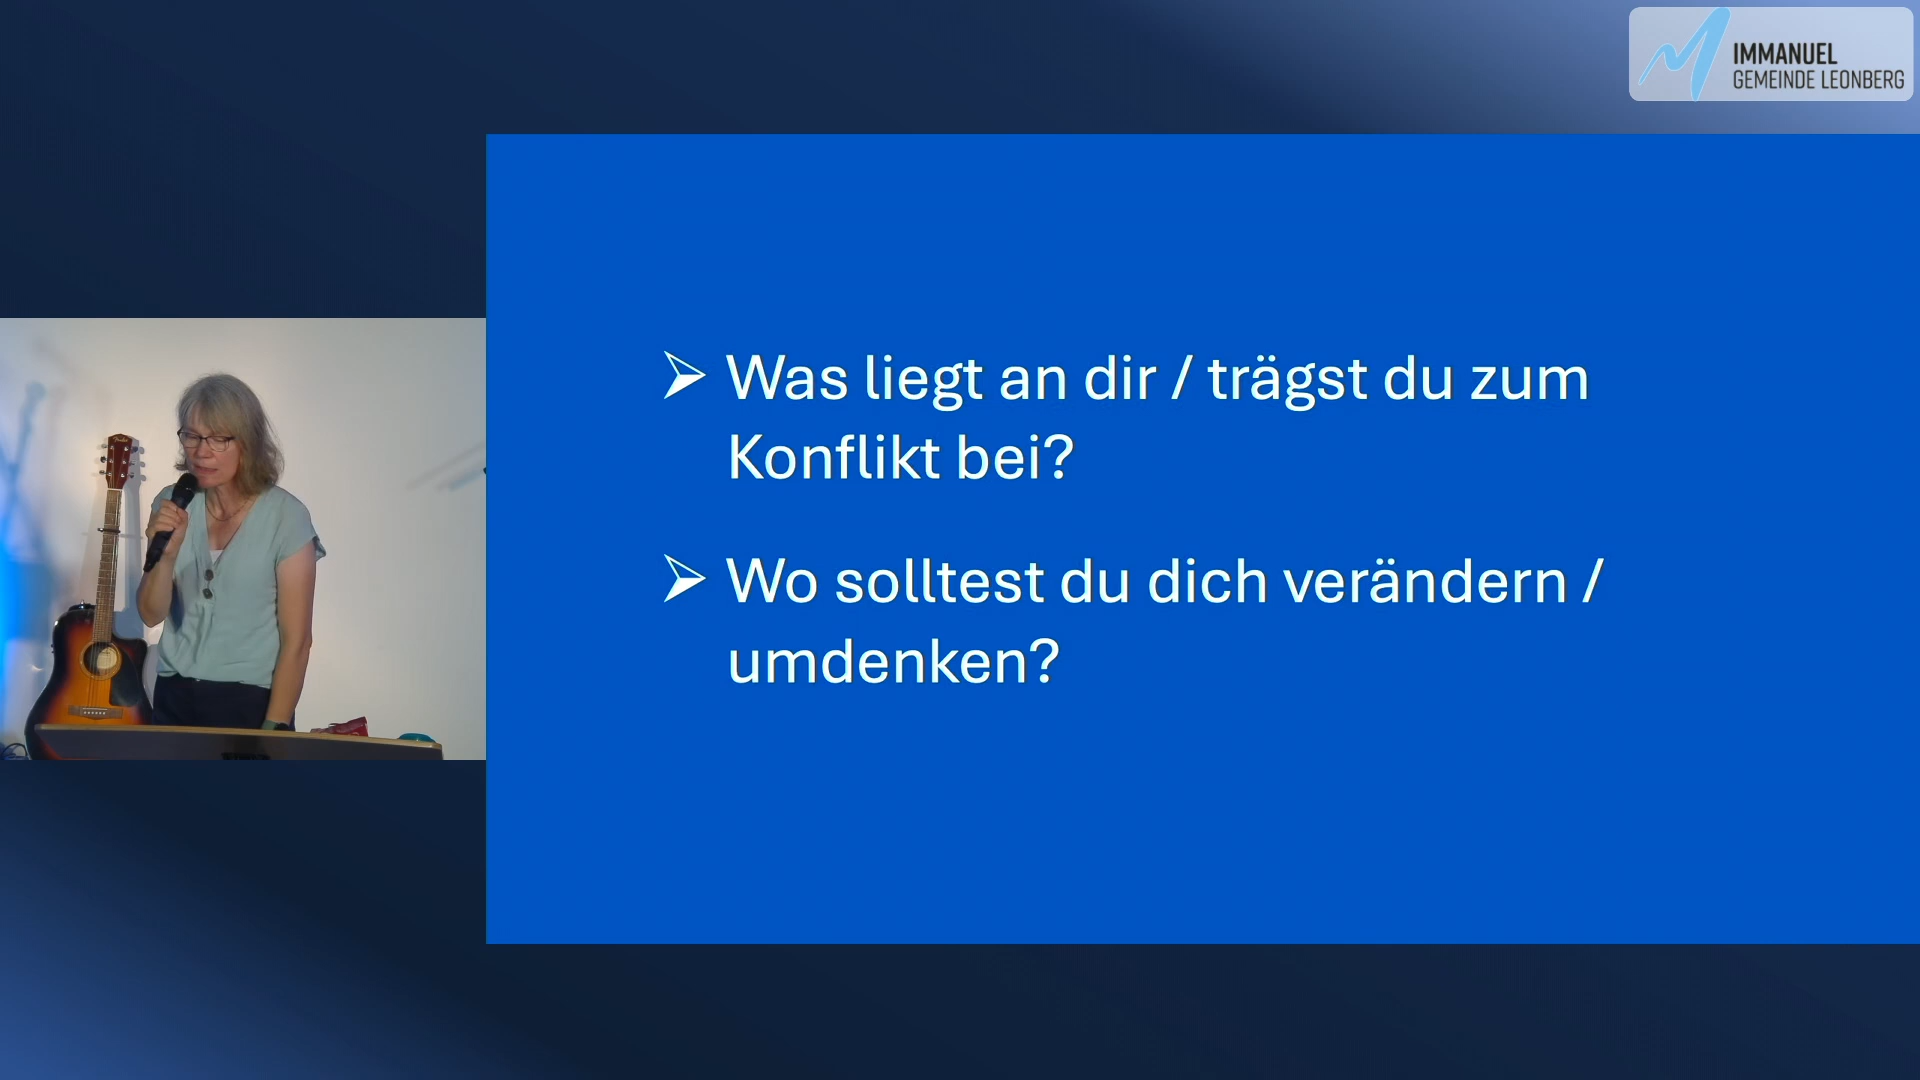 IMMANUEL
GEMEINDE LEONBERG
Was liegt an dir / trägst du zum
Konflikt bei?
Wo solltest du dich verändern /
umdenken?